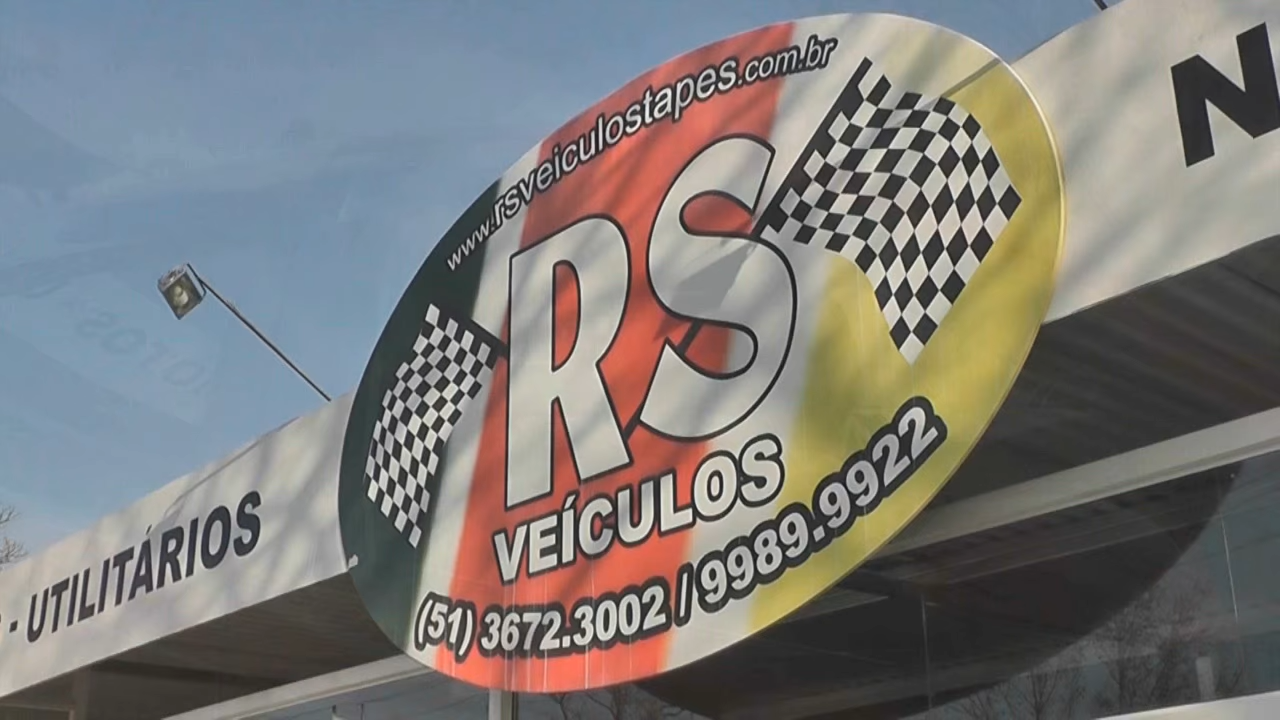 www.rsveiculostapes.com.br
RS
VEÍCULOS
(51) 3672.3002 / 9989.9922
- UTILITÁRIOS
N